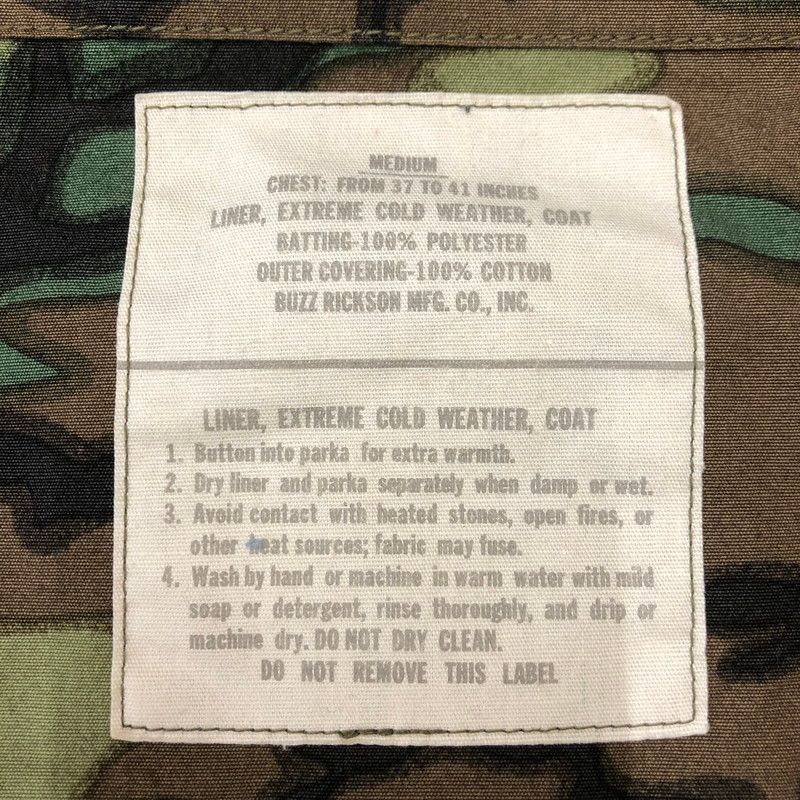 MEDIUM
CHEST: FROM 37 TO 41 INCHES
LINER, EXTREME COLD WEATHER, COAT
BATTING-100% POLYESTER
OUTER COVERING-100% COTTON
BUZZ RICKSON MFG. CO., INC.
LINER, EXTREME COLD WEATHER, COAT
1. Button into parka for extra warmth.
2. Dry liner and parka separately when damp or wet.
3. Avoid contact with heated stones, open fires, or
other heat sources; fabric may fuse.
4. Wash by hand or machine in warm water with mild
soap or detergent, rinse thoroughly, and drip or
machine dry. DO NOT DRY CLEAN.
DO NOT REMOVE THIS LABEL